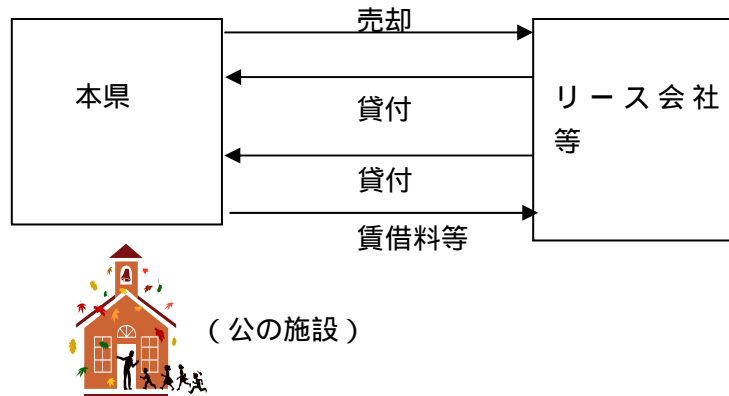 売却
本県
貸付
リース会社
等
貸付
賃借料等
(公の施設)